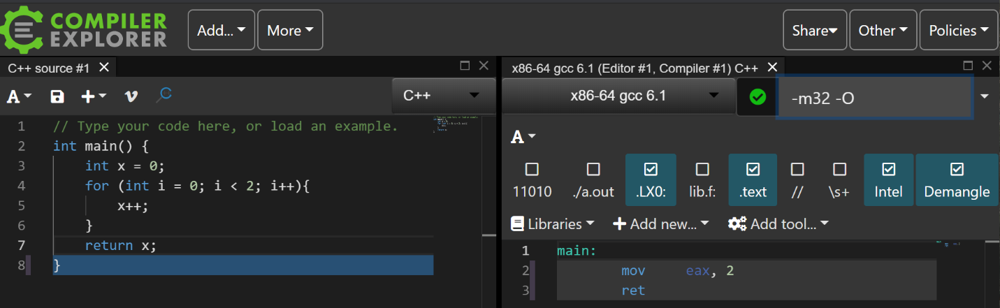 COMPILER
EXPLORER
Add...
More
Share
Other
Policies
C++ source #1
A
C++
1 // Type your code here, or load an example.
2 int main() {
3     int x = 0;
4     for (int i = 0; i < 2; i++){
5         x++;
6     }
7     return x;
8 }
x86-64 gcc 6.1 (Editor #1, Compiler #1) C++
x86-64 gcc 6.1
-m32 -O
A
11010 ./a.out .LX0: lib.f: .text // \s+ Intel Demangle
Libraries Add new... Add tool...
1 main:
2         mov     eax, 2
3         ret